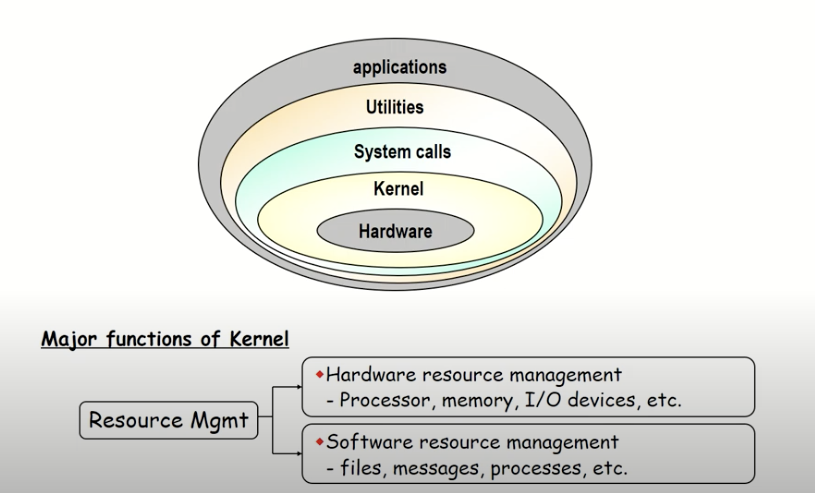 applications
Utilities
System calls
Kernel
Hardware
Major functions of Kernel
Resource Mgmt
Hardware resource management
- Processor, memory, I/O devices, etc.
Software resource management
- files, messages, processes, etc.